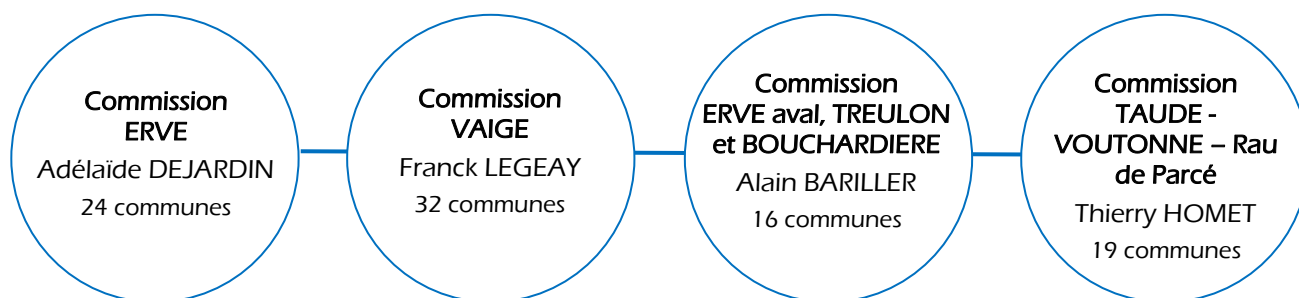 Commission
ERVE
Adélaïde DEJARDIN
24 communes
Commission
VAIGE
Franck LEGEAY
32 communes
Commission
ERVE aval, TREULON
et BOUCHARDIERE
Alain BARILLER
16 communes
Commission
TAUDE -
VOUTONNE – Rau
de Parcé
Thierry HOMET
19 communes